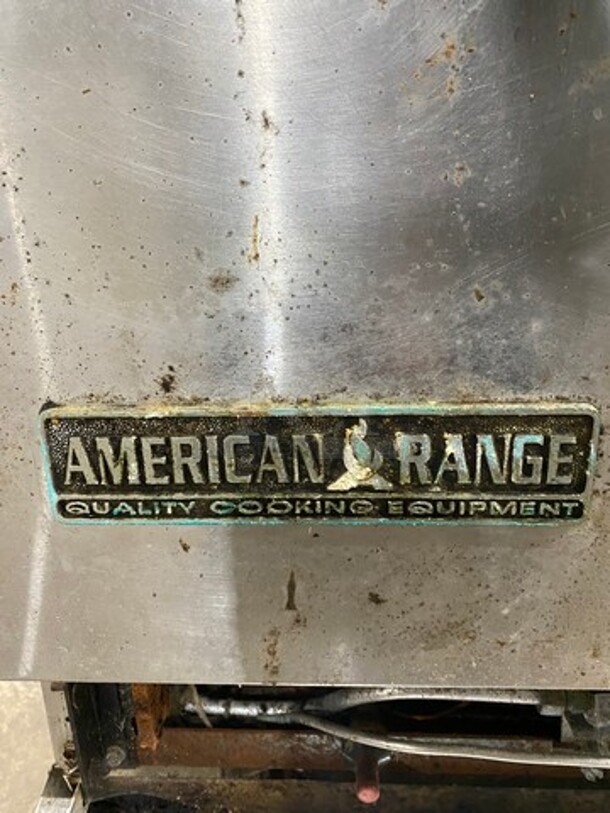 AMERICAN RANGE
QUALITY COOKING EQUIPMENT